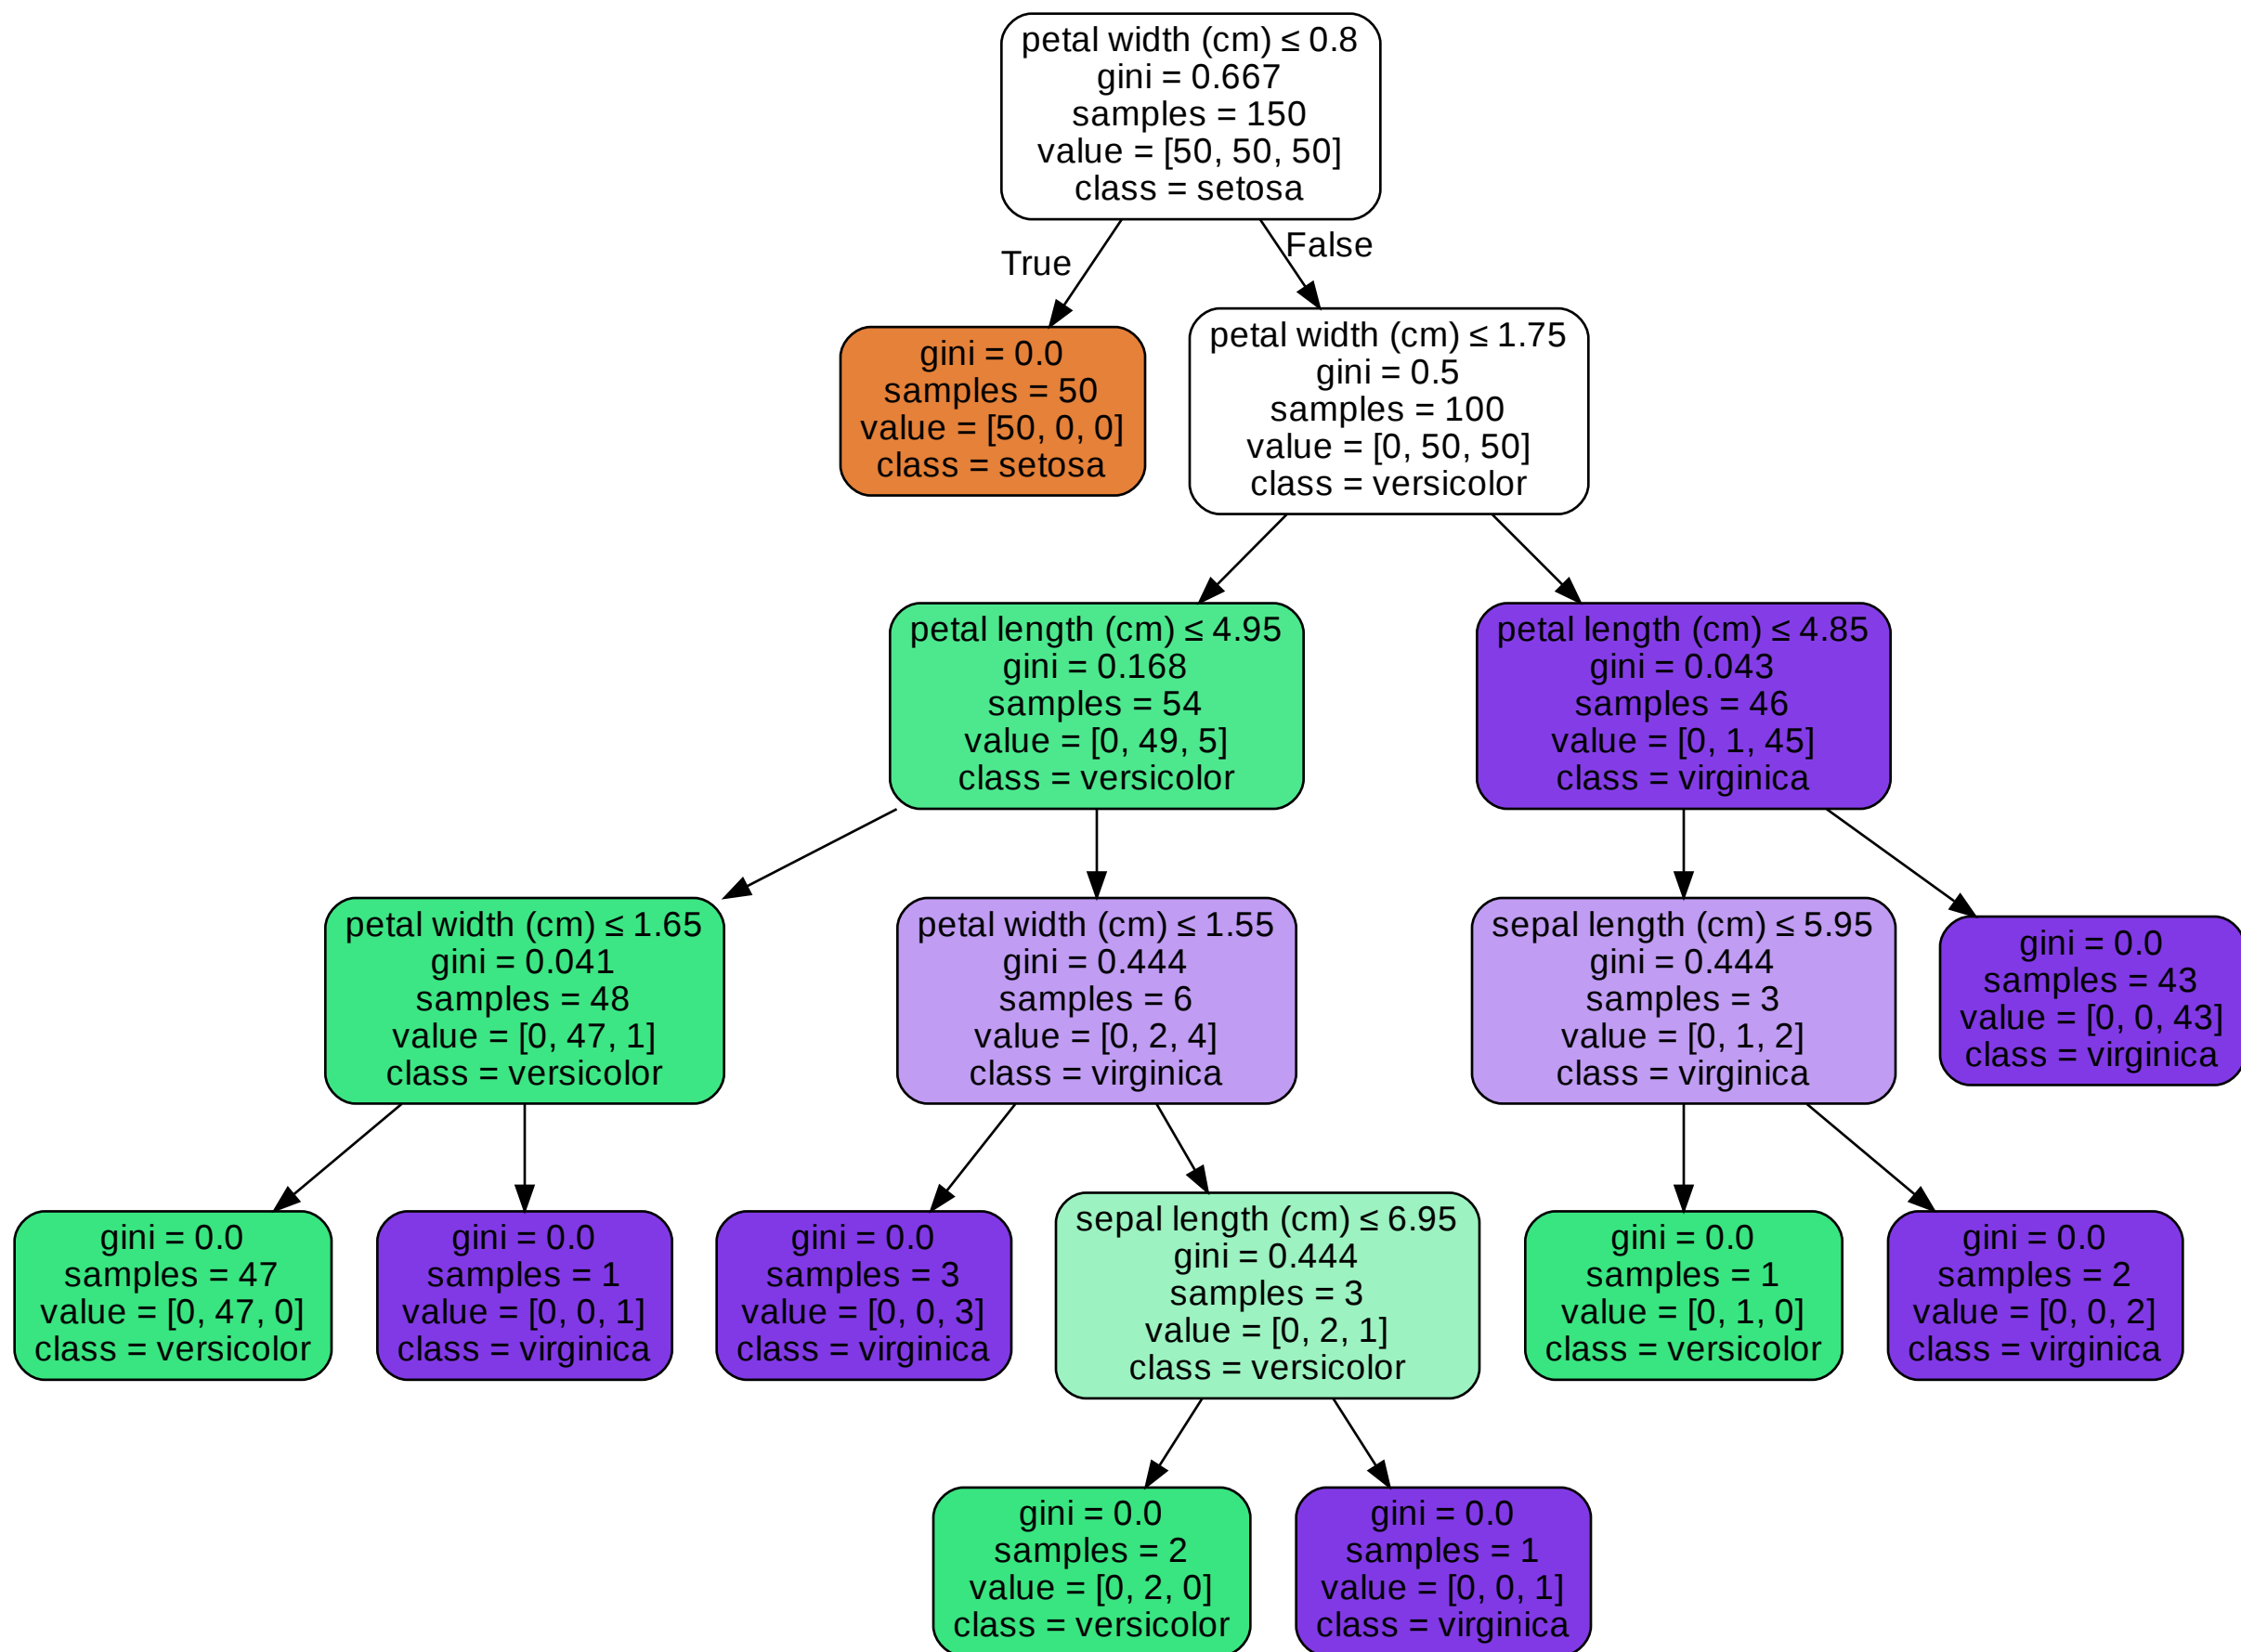 petal width (cm) ≤ 0.8
gini = 0.667
samples = 150
value = [50, 50, 50]
class = setosa
True
False
gini = 0.0
samples = 50
value = [50, 0, 0]
class = setosa
petal width (cm) ≤ 1.75
gini = 0.5
samples = 100
value = [0, 50, 50]
class = versicolor
petal length (cm) ≤ 4.95
gini = 0.168
samples = 54
value = [0, 49, 5]
class = versicolor
petal length (cm) ≤ 4.85
gini = 0.043
samples = 46
value = [0, 1, 45]
class = virginica
petal width (cm) ≤ 1.65
gini = 0.041
samples = 48
value = [0, 47, 1]
class = versicolor
petal width (cm) ≤ 1.55
gini = 0.444
samples = 6
value = [0, 2, 4]
class = virginica
sepal length (cm) ≤ 5.95
gini = 0.444
samples = 3
value = [0, 1, 2]
class = virginica
gini = 0.0
samples = 43
value = [0, 0, 43]
class = virginica
gini = 0.0
samples = 47
value = [0, 47, 0]
class = versicolor
gini = 0.0
samples = 1
value = [0, 0, 1]
class = virginica
gini = 0.0
samples = 3
value = [0, 0, 3]
class = virginica
sepal length (cm) ≤ 6.95
gini = 0.444
samples = 3
value = [0, 2, 1]
class = versicolor
gini = 0.0
samples = 1
value = [0, 1, 0]
class = versicolor
gini = 0.0
samples = 2
value = [0, 0, 2]
class = virginica
gini = 0.0
samples = 2
value = [0, 2, 0]
class = versicolor
gini = 0.0
samples = 1
value = [0, 0, 1]
class = virginica